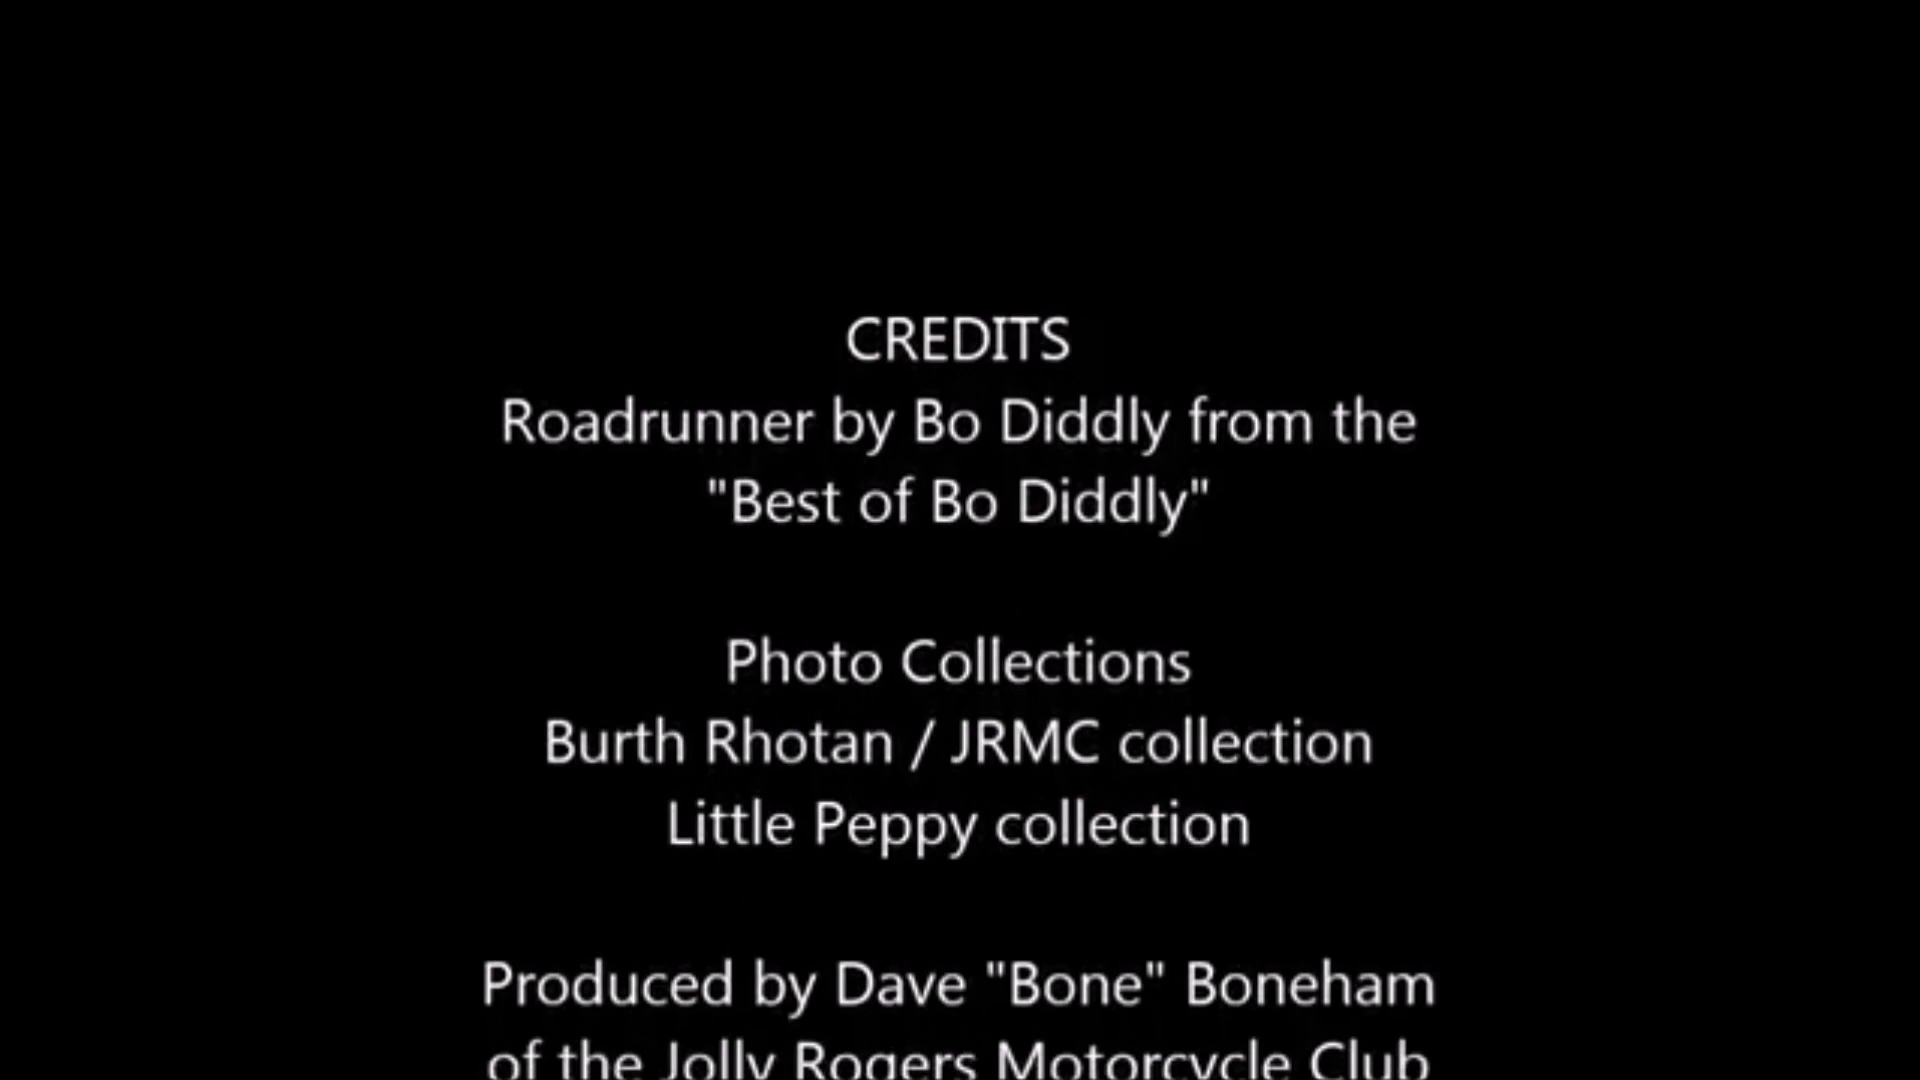 CREDITS
Roadrunner by Bo Diddly from the
"Best of Bo Diddly"
Photo Collections
Burth Rhotan / JRMC collection
Little Peppy collection
Produced by Dave "Bone" Boneham
of the Jolly Rogers Motorcycle Club